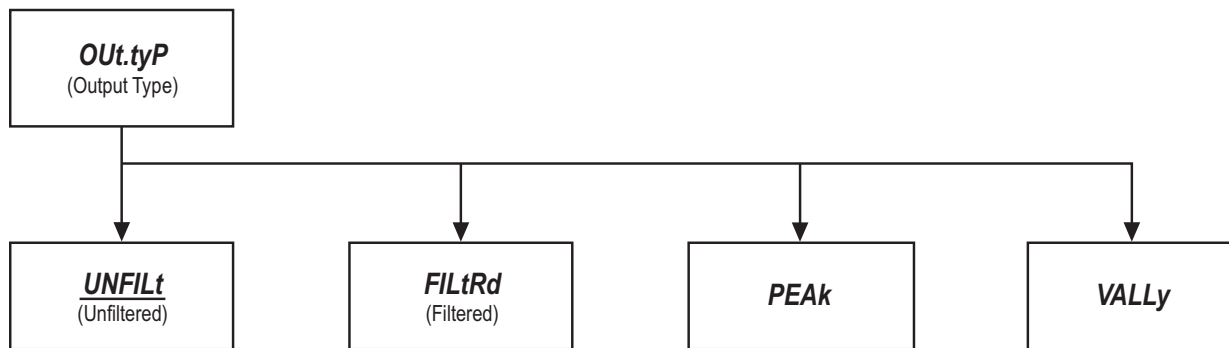 OUt.tyP
(Output Type)
UNFILt
(Unfiltered)
FILtRd
(Filtered)
PEAk
VALLy